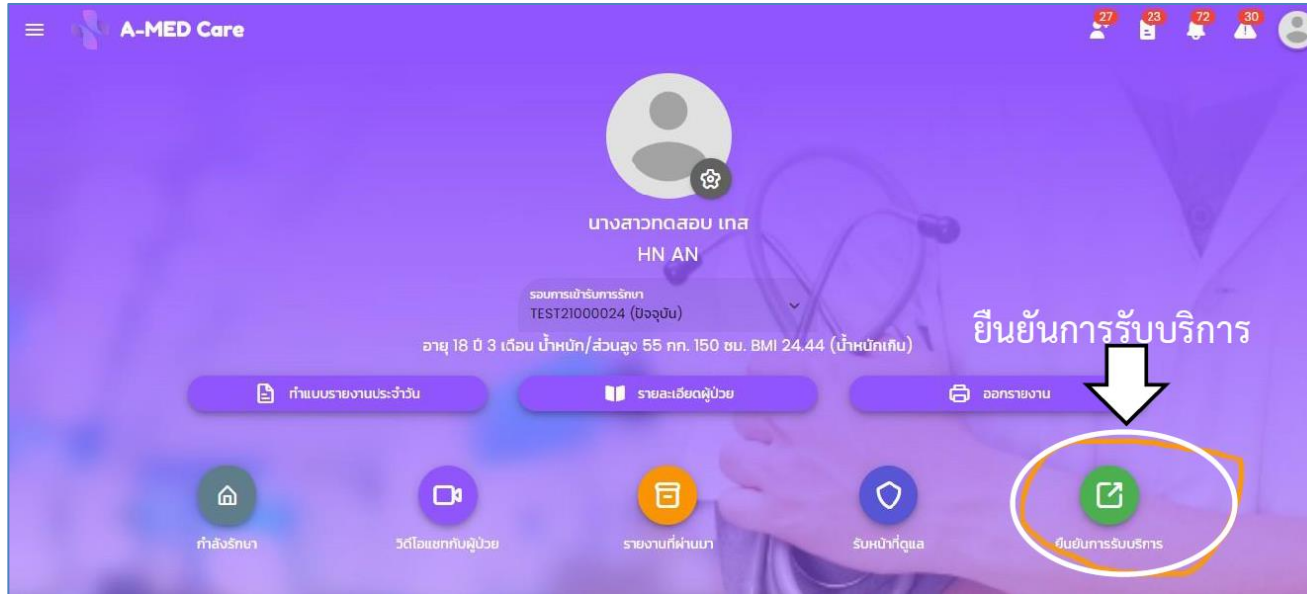 A-MED Care
27
23
72
30
นางสาวทดสอบ เทส
HN AN
รอบการเข้ารับการรักษา
TEST21000024 (ปัจจุบัน)
อายุ 18 ปี 3 เดือน น้ำหนัก/ส่วนสูง 55 กก. 150 ซม. BMI 24.44 (น้ำหนักเกิน)
ยืนยันการรับบริการ
ทำแบบรายงานประจำวัน
รายละเอียดผู้ป่วย
ออกรายงาน
กำลังรักษา
วิดีโอแชทกับผู้ป่วย
รายงานที่ผ่านมา
รับหน้าที่ดูแล
ยืนยันการรับบริการ